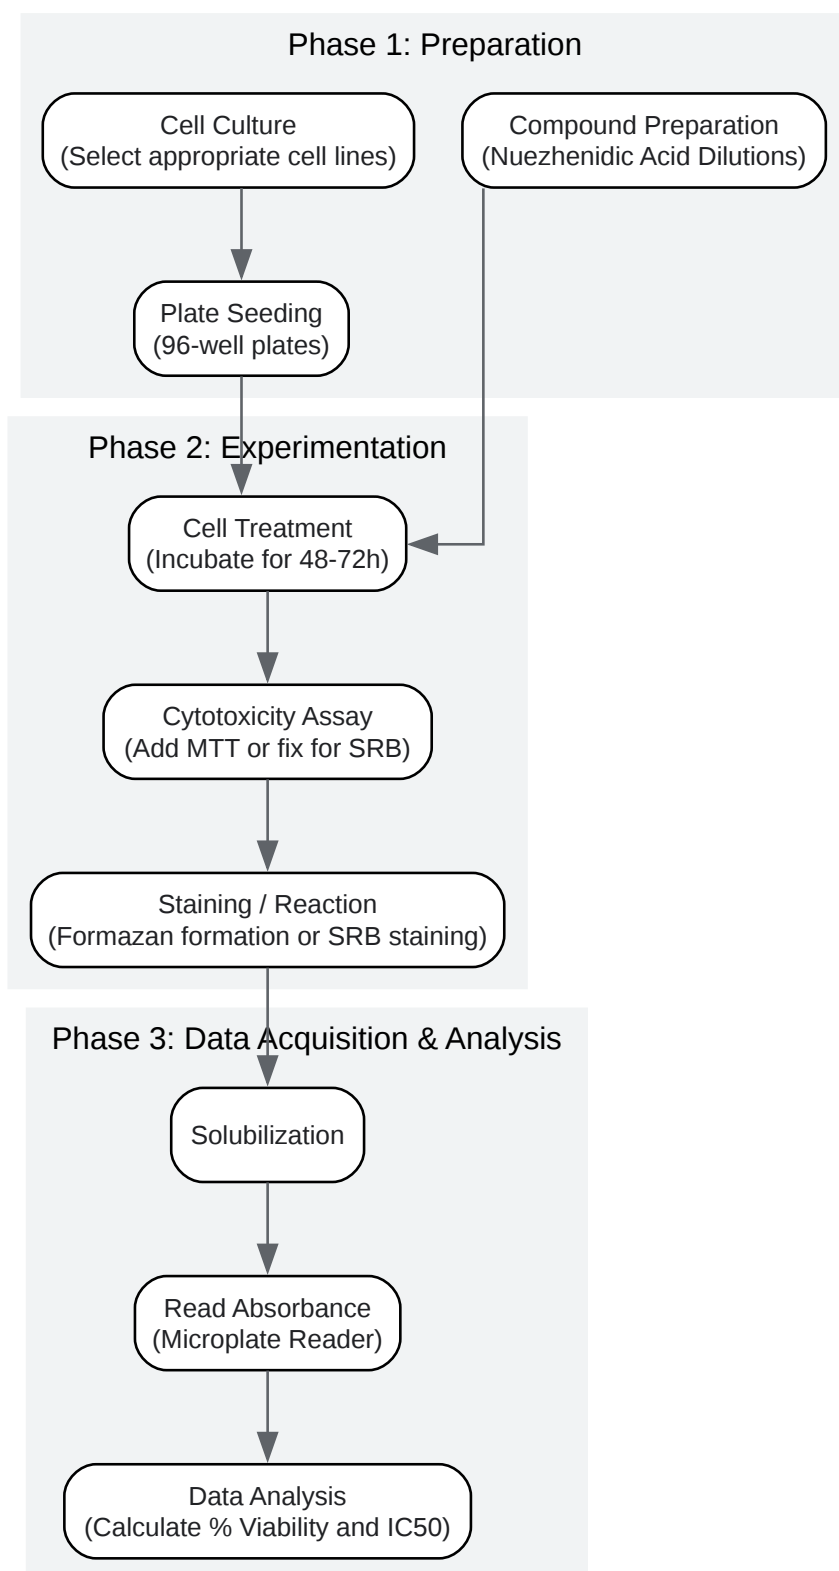 Phase 1: Preparation
Cell Culture
(Select appropriate cell lines)
Compound Preparation
(Nuezhenidic Acid Dilutions)
Plate Seeding
(96-well plates)
Phase 2: Experimentation
Cell Treatment
(Incubate for 48-72h)
Cytotoxicity Assay
(Add MTT or fix for SRB)
Staining / Reaction
(Formazan formation or SRB staining)
Phase 3: Data Acquisition & Analysis
Solubilization
Read Absorbance
(Microplate Reader)
Data Analysis
(Calculate % Viability and IC50)